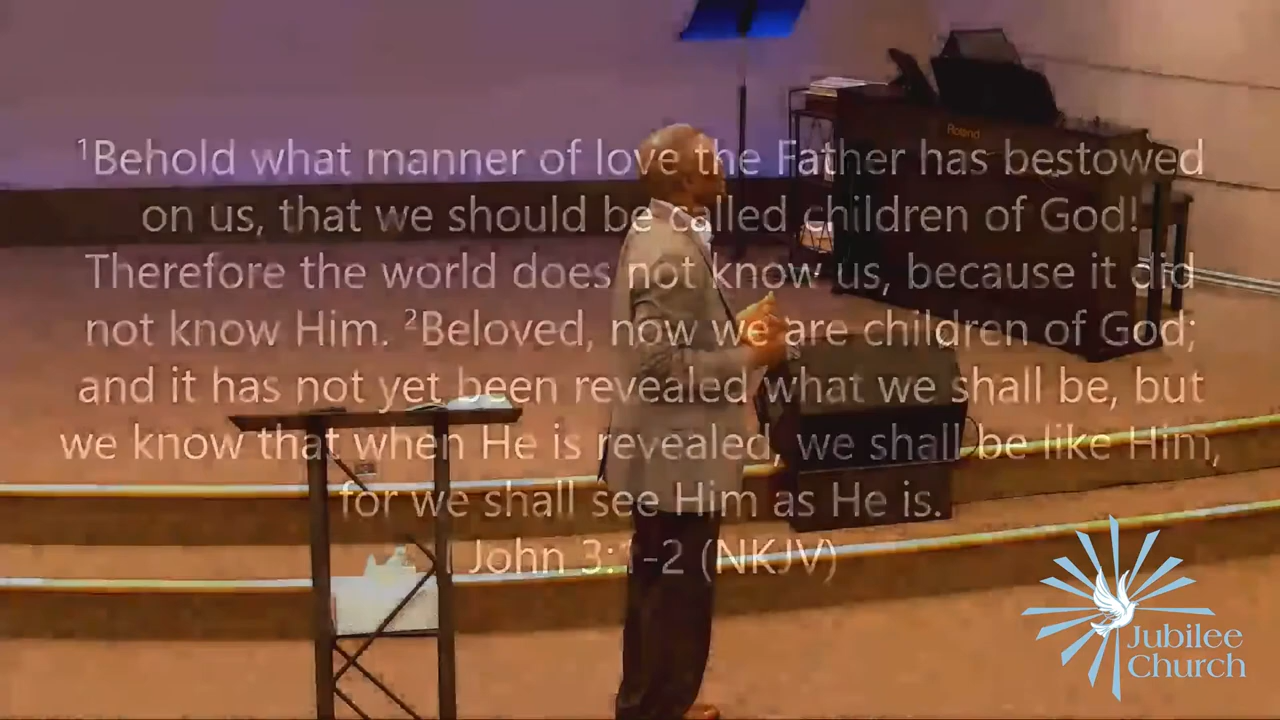 Roland
¹Behold what manner of love the Father has bestowed
on us, that we should be called children of God!
Therefore the world does not know us, because it did
not know Him. ²Beloved, now we are children of God;
and it has not yet been revealed what we shall be, but
we know that when He is revealed, we shall be like Him,
for we shall see Him as He is.
I John 3:1-2 (NKJV)
Jubilee
Church